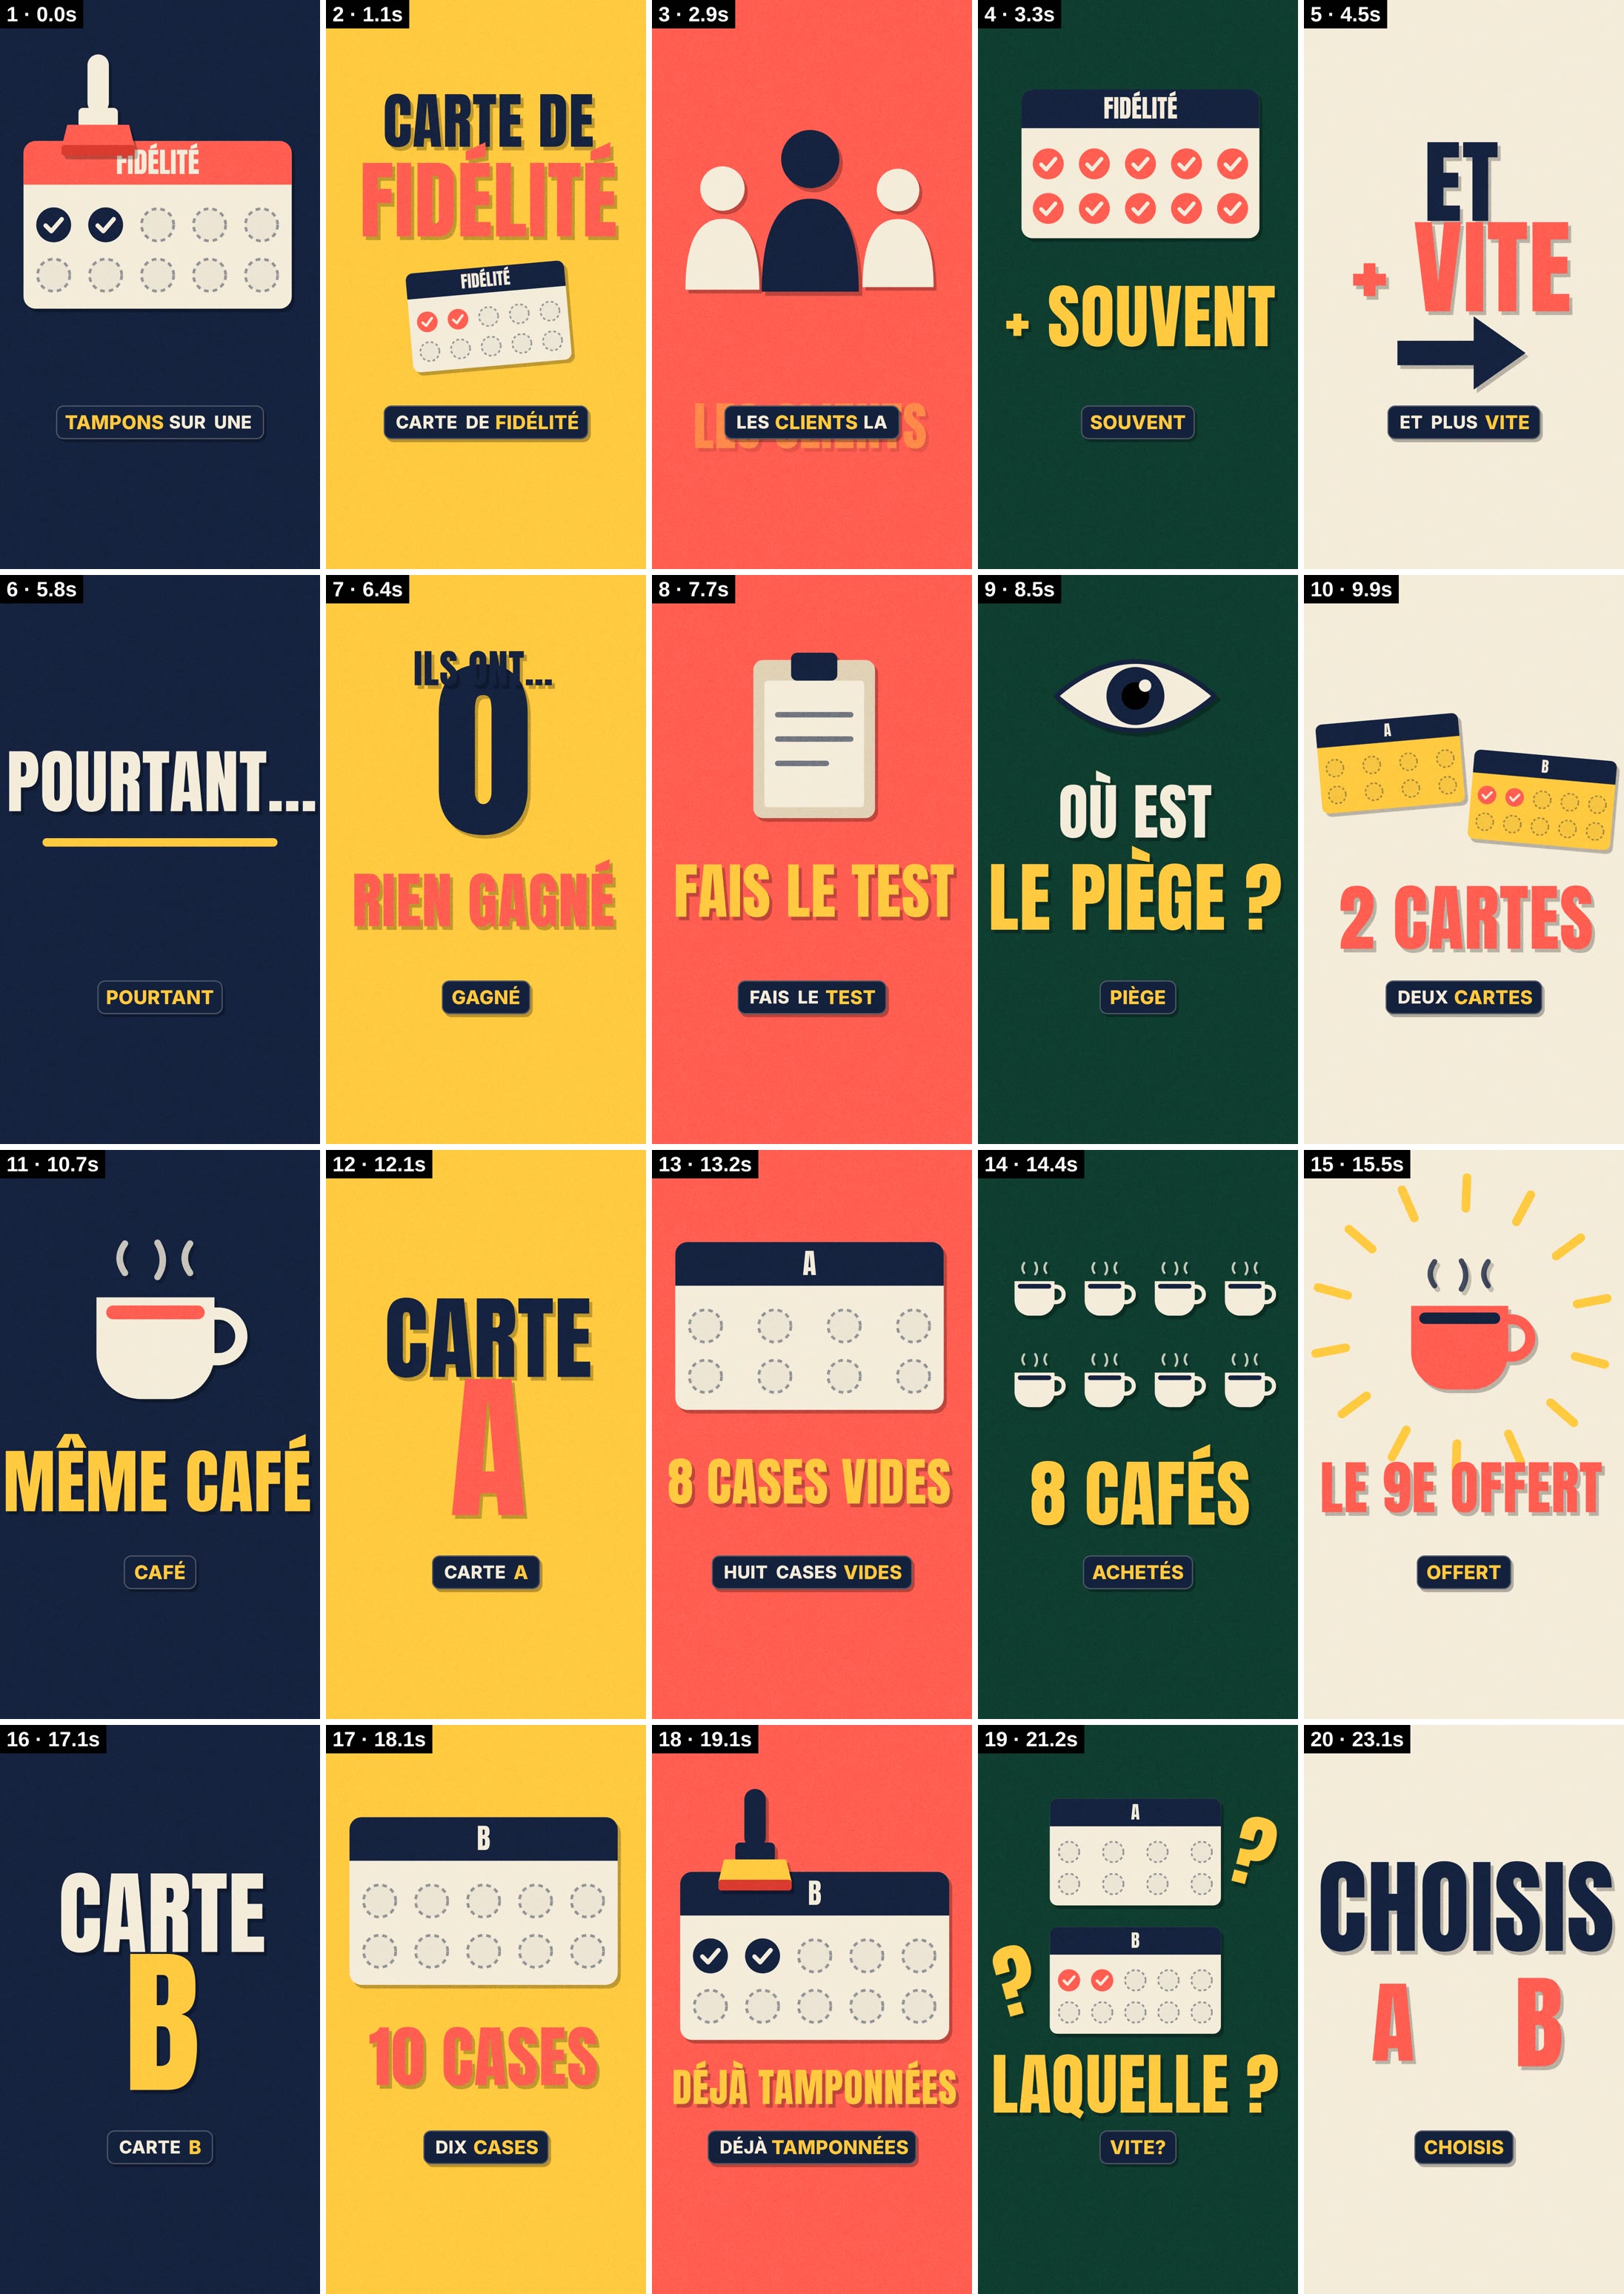 1 · 0.0s
FIDÉLITÉ
TAMPONS SUR UNE
2 · 1.1s
CARTE DE
FIDÉLITÉ
FIDÉLITÉ
CARTE DE FIDÉLITÉ
3 · 2.9s
LES CLIENTS
LES CLIENTS LA
4 · 3.3s
FIDÉLITÉ
+ SOUVENT
SOUVENT
5 · 4.5s
ET
+ VITE
ET PLUS VITE
6 · 5.8s
POURTANT...
POURTANT
7 · 6.4s
ILS ONT...
0
RIEN GAGNÉ
GAGNÉ
8 · 7.7s
FAIS LE TEST
FAIS LE TEST
9 · 8.5s
OÙ EST
LE PIÈGE ?
PIÈGE
10 · 9.9s
A
B
2 CARTES
DEUX CARTES
11 · 10.7s
MÊME CAFÉ
CAFÉ
12 · 12.1s
CARTE
A
CARTE A
13 · 13.2s
A
8 CASES VIDES
HUIT CASES VIDES
14 · 14.4s
8 CAFÉS
ACHETÉS
15 · 15.5s
LE 9E OFFERT
OFFERT
16 · 17.1s
CARTE
B
CARTE B
17 · 18.1s
B
10 CASES
DIX CASES
18 · 19.1s
B
DÉJÀ TAMPONNÉES
DÉJÀ TAMPONNÉES
19 · 21.2s
A
?
B
?
LAQUELLE ?
VITE?
20 · 23.1s
CHOISIS
A B
CHOISIS